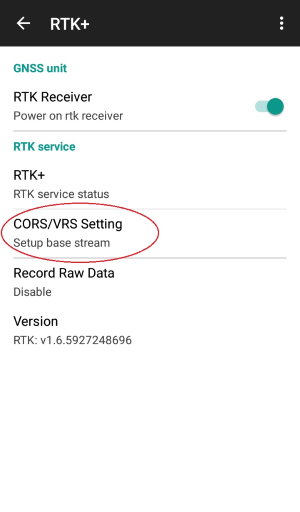 RTK+
GNSS unit
RTK Receiver
Power on rtk receiver
RTK service
RTK+
RTK service status
CORS/VRS Setting
Setup base stream
Record Raw Data
Disable
Version
RTK: v1.6.5927248696